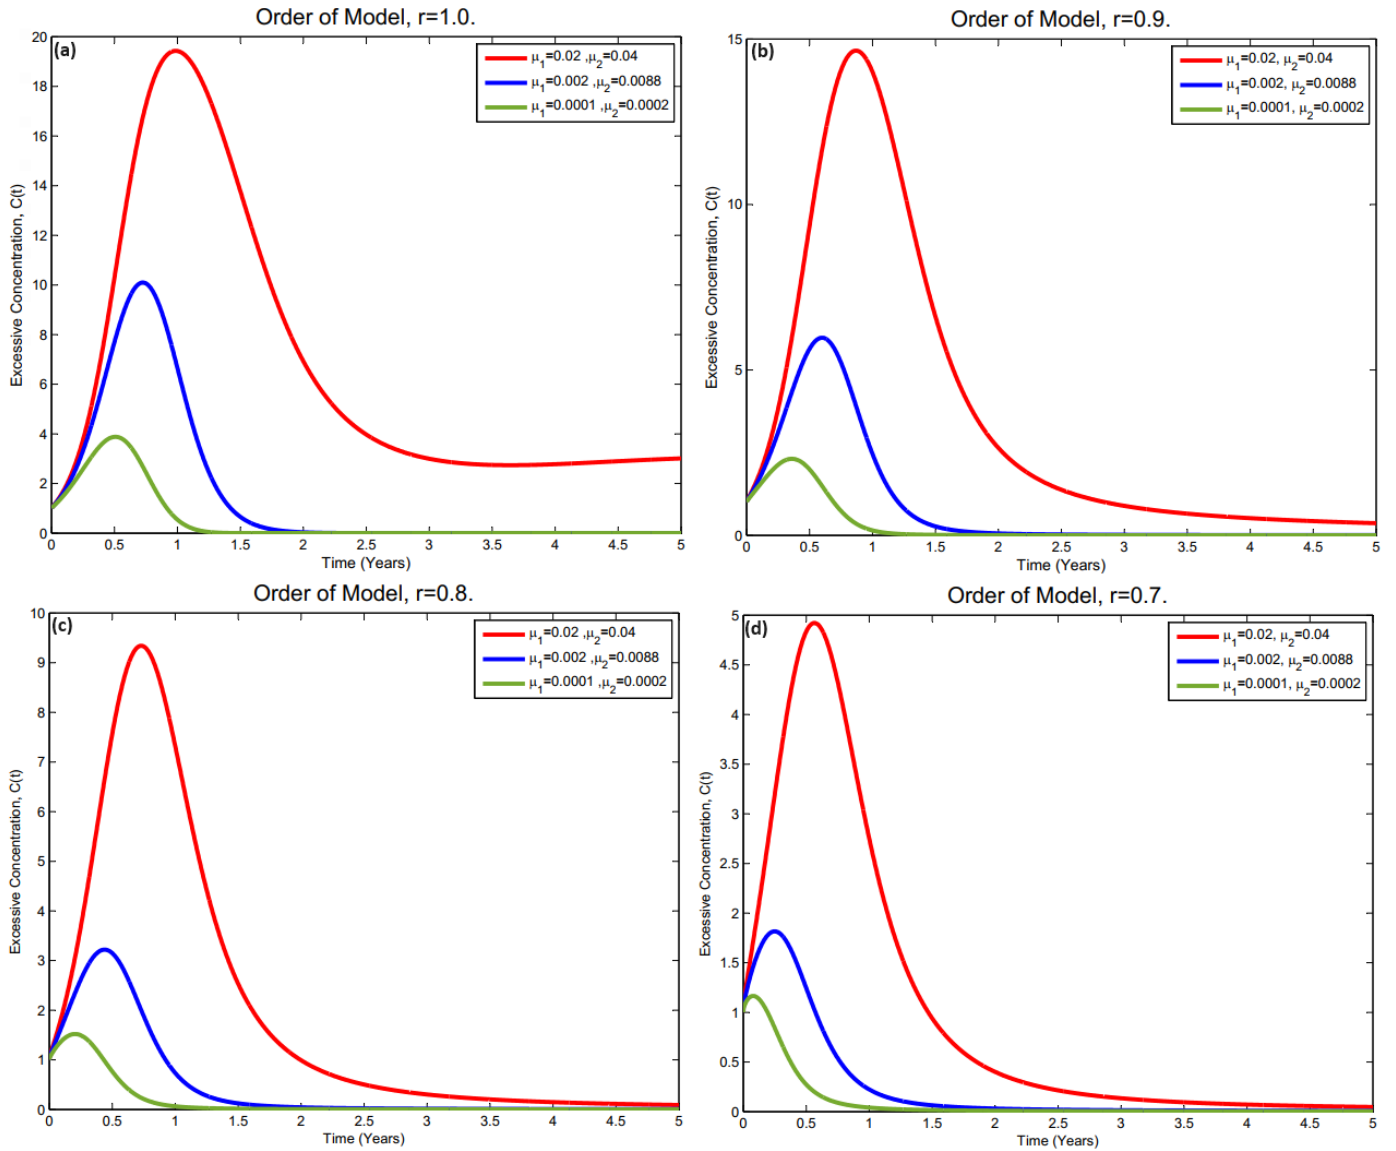 Order of Model, r=1.0.
(a)
μ1=0.02 ,μ2=0.04
μ1=0.002 ,μ2=0.0088
μ1=0.0001 ,μ2=0.0002
Excessive Concentration, C(t)
20
18
16
14
12
10
8
6
4
2
0
0 0.5 1 1.5 2 2.5 3 3.5 4 4.5 5
Time (Years)
Order of Model, r=0.9.
(b)
μ1=0.02, μ2=0.04
μ1=0.002, μ2=0.0088
μ1=0.0001, μ2=0.0002
Excessive Concentration, C(t)
15
10
5
0
0 0.5 1 1.5 2 2.5 3 3.5 4 4.5 5
Time (Years)
Order of Model, r=0.8.
(c)
μ1=0.02 ,μ2=0.04
μ1=0.002 ,μ2=0.0088
μ1=0.0001 ,μ2=0.0002
Excessive Concentration, C(t)
10
9
8
7
6
5
4
3
2
1
0
0 0.5 1 1.5 2 2.5 3 3.5 4 4.5 5
Time (Years)
Order of Model, r=0.7.
(d)
μ1=0.02, μ2=0.04
μ1=0.002, μ2=0.0088
μ1=0.0001, μ2=0.0002
Excessive Concentration, C(t)
5
4.5
4
3.5
3
2.5
2
1.5
1
0.5
0
0 0.5 1 1.5 2 2.5 3 3.5 4 4.5 5
Time (Years)